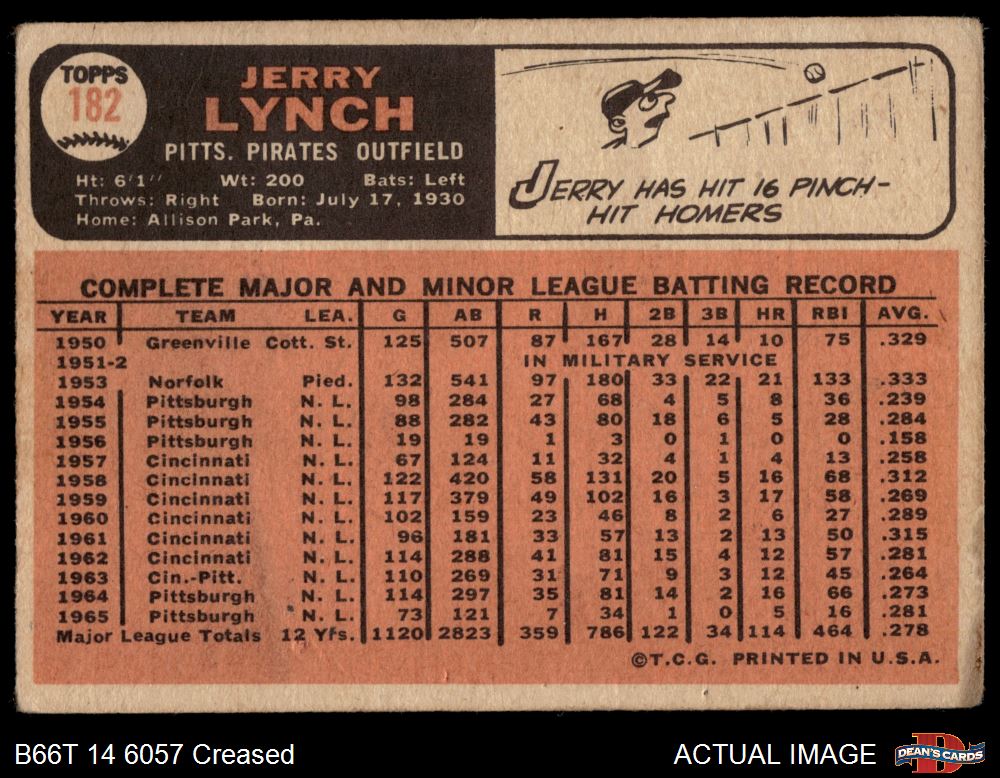 TOPPS
182
JERRY
LYNCH
PITTS. PIRATES OUTFIELD
Ht: 6'1" Wt: 200 Bats: Left
Throws: Right Born: July 17, 1930
Home: Allison Park, Pa.
JERRY HAS HIT 16 PINCH-
HIT HOMERS
COMPLETE MAJOR AND MINOR LEAGUE BATTING RECORD
YEAR TEAM LEA. G AB R H 2B 3B HR RBI AVG.
1950 Greenville Cott. St. 125 507 87 167 28 14 10 75 .329
1951-2 IN MILITARY SERVICE
1953 Norfolk Pied. 132 541 97 180 33 22 21 133 .333
1954 Pittsburgh N. L. 98 284 27 68 4 5 8 36 .239
1955 Pittsburgh N. L. 88 282 43 80 18 6 5 28 .284
1956 Pittsburgh N. L. 19 19 1 3 0 1 0 0 .158
1957 Cincinnati N. L. 67 124 11 32 4 1 4 13 .258
1958 Cincinnati N. L. 122 420 58 131 20 5 16 68 .312
1959 Cincinnati N. L. 117 379 49 102 16 3 17 58 .269
1960 Cincinnati N. L. 102 159 23 46 8 2 6 27 .289
1961 Cincinnati N. L. 96 181 33 57 13 2 13 50 .315
1962 Cincinnati N. L. 114 288 41 81 15 4 12 57 .281
1963 Cin.-Pitt. N. L. 110 269 31 71 9 3 12 45 .264
1964 Pittsburgh N. L. 114 297 35 81 14 2 16 66 .273
1965 Pittsburgh N. L. 73 121 7 34 1 0 5 16 .281
Major League Totals 12 Yrs. 1120 2823 359 786 122 34 114 464 .278
©T.C.G. PRINTED IN U.S.A.
B66T 14 6057 Creased
ACTUAL IMAGE
DEAN'S CARDS